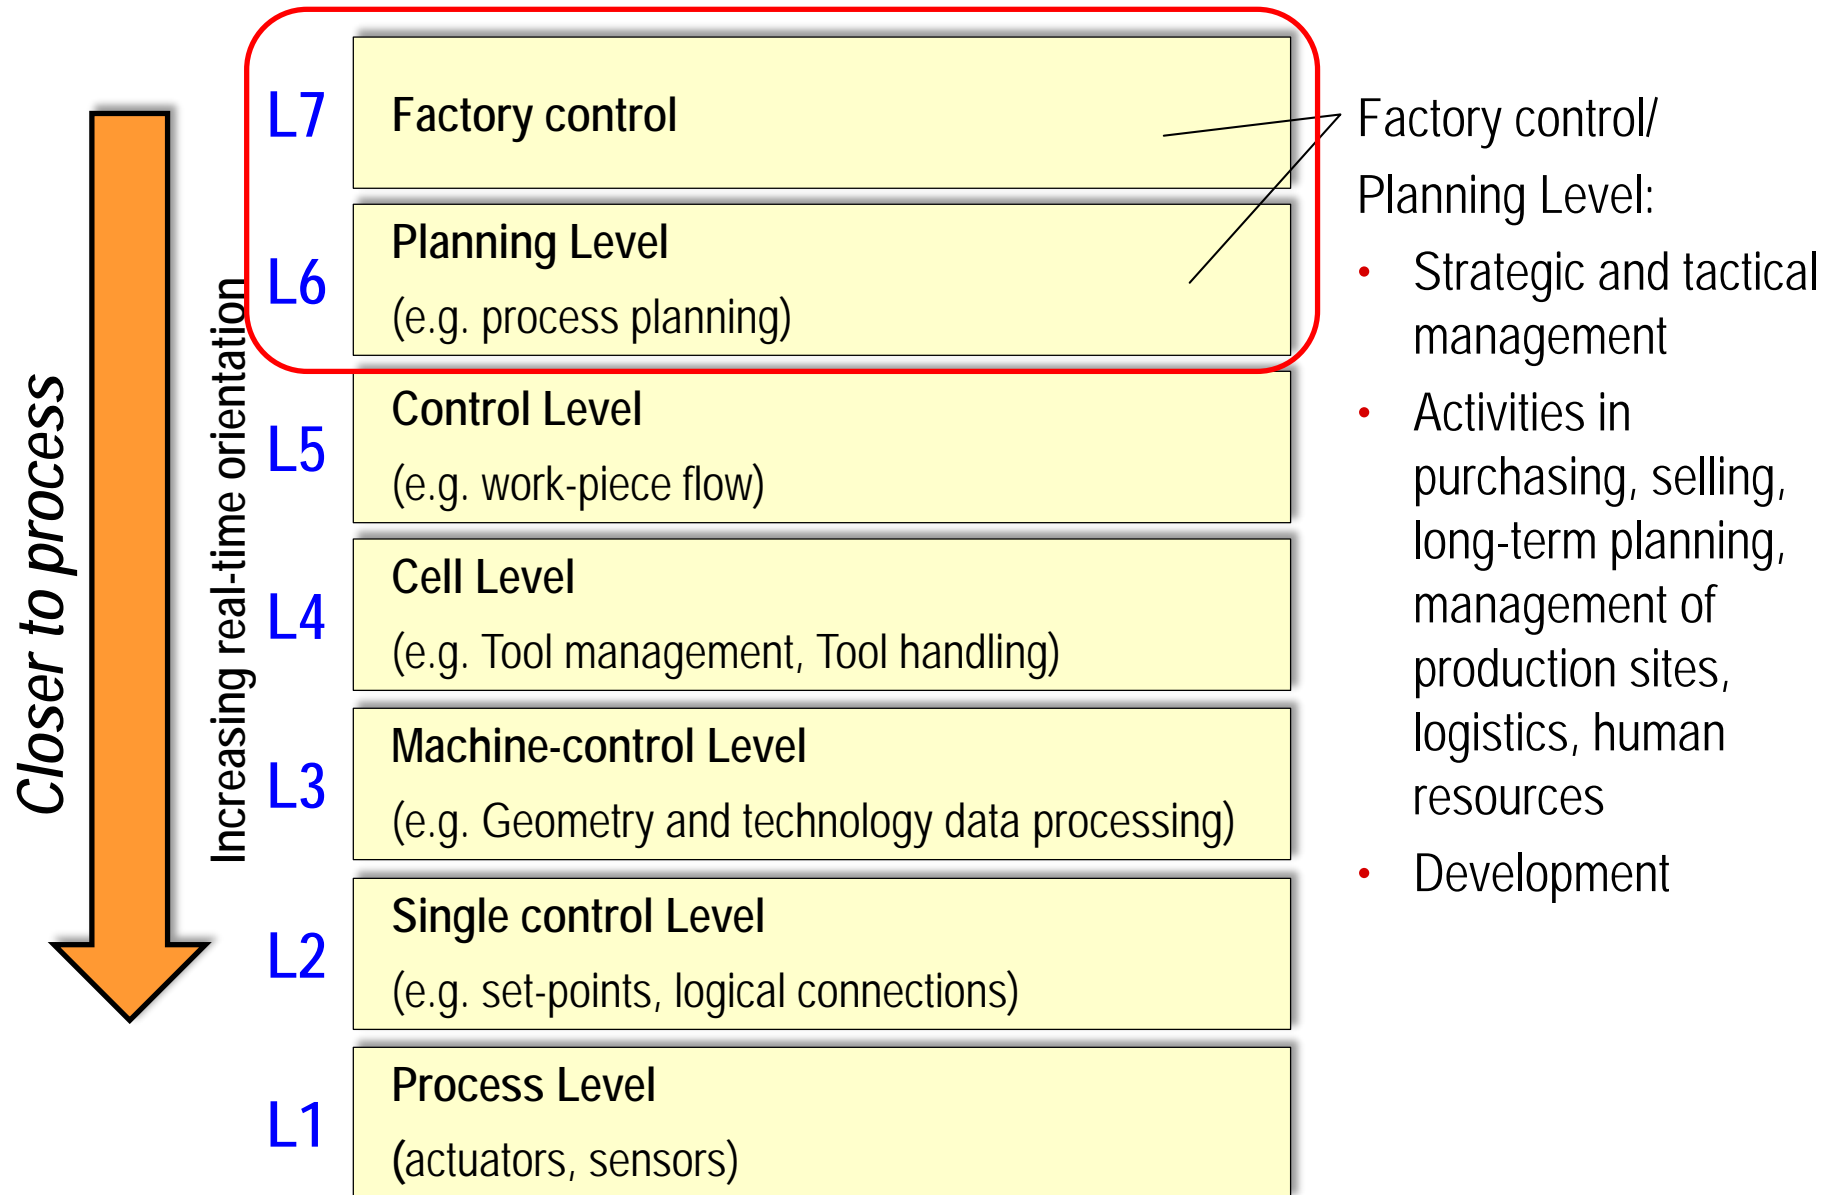 Closer to process
Increasing real-time orientation
L7
Factory control
L6
Planning Level
(e.g. process planning)
L5
Control Level
(e.g. work-piece flow)
L4
Cell Level
(e.g. Tool management, Tool handling)
L3
Machine-control Level
(e.g. Geometry and technology data processing)
L2
Single control Level
(e.g. set-points, logical connections)
L1
Process Level
(actuators, sensors)
Factory control/
Planning Level:
• Strategic and tactical
management
• Activities in
purchasing, selling,
long-term planning,
management of
production sites,
logistics, human
resources
• Development